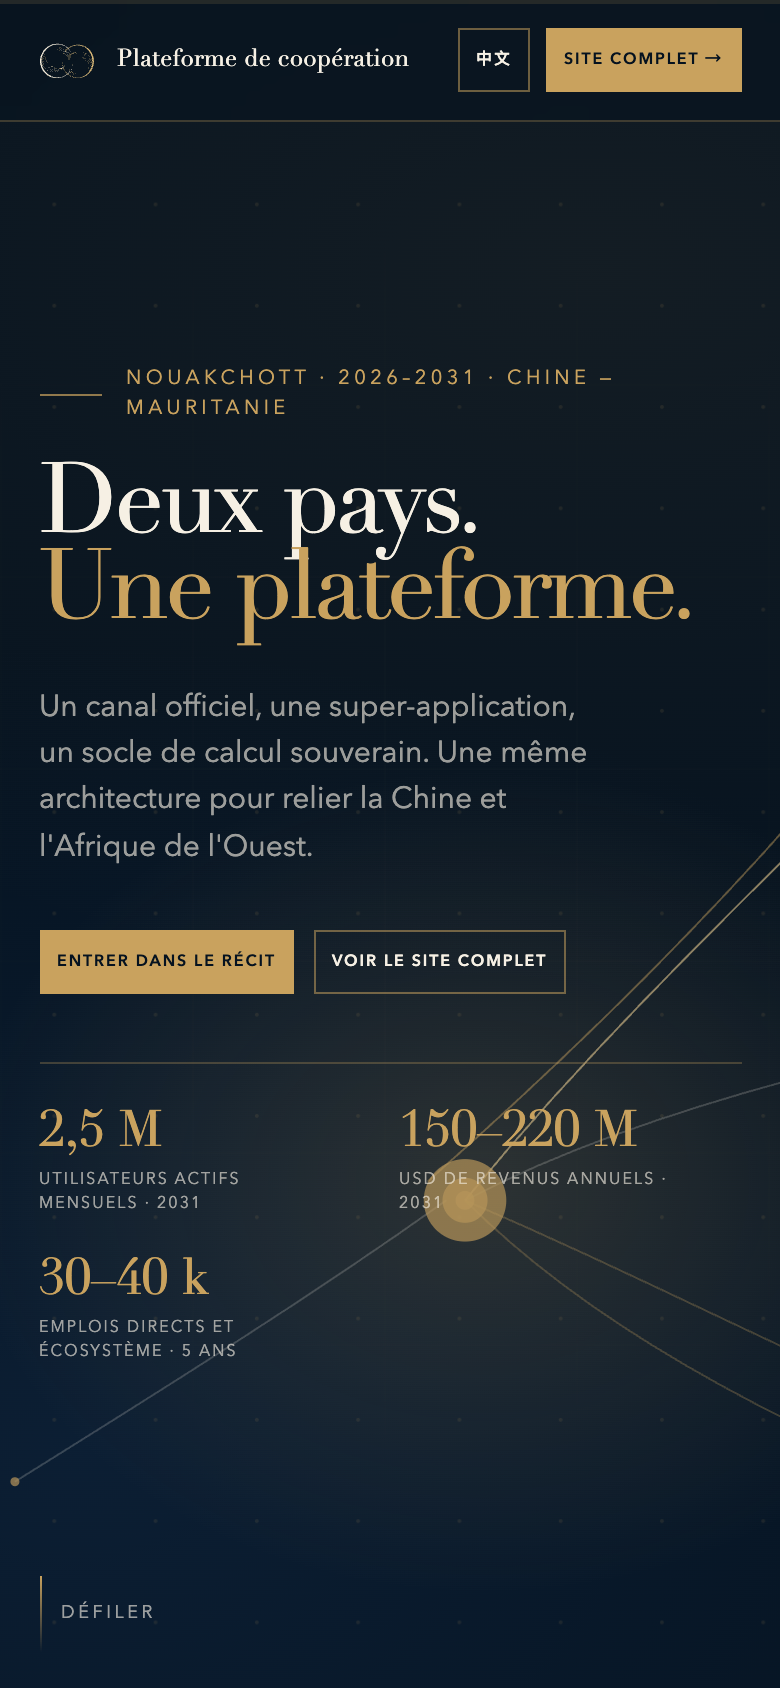 Plateforme de coopération
中文
SITE COMPLET →
NOUAKCHOTT · 2026–2031 · CHINE –
MAURITANIE
Deux pays.
Une plateforme.
Un canal officiel, une super-application,
un socle de calcul souverain. Une même
architecture pour relier la Chine et
l'Afrique de l'Ouest.
ENTRER DANS LE RÉCIT
VOIR LE SITE COMPLET
2,5 M
UTILISATEURS ACTIFS
MENSUELS · 2031
150–220 M
USD DE REVENUS ANNUELS ·
2031
30–40 k
EMPLOIS DIRECTS ET
ÉCOSYSTÈME · 5 ANS
DÉFILER